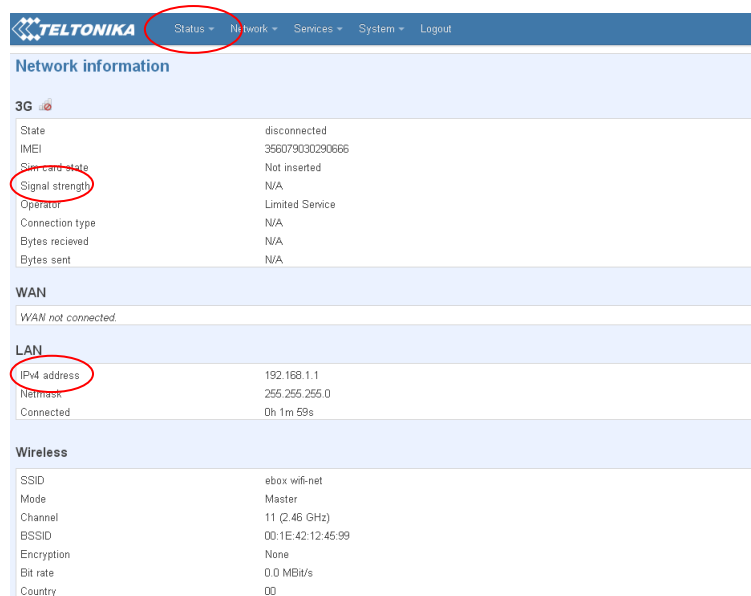 TELTONIKA Status Network Services System Logout
Network information
3G
State disconnected
IMEI 356079030290666
Sim card state Not inserted
Signal strength N/A
Operator Limited Service
Connection type N/A
Bytes recieved N/A
Bytes sent N/A
WAN
WAN not connected.
LAN
IPv4 address 192.168.1.1
Netmask 255.255.255.0
Connected 0h 1m 59s
Wireless
SSID ebox wifi-net
Mode Master
Channel 11 (2.46 GHz)
BSSID 00:1E:42:12:45:99
Encryption None
Bit rate 0.0 MBit/s
Country 00